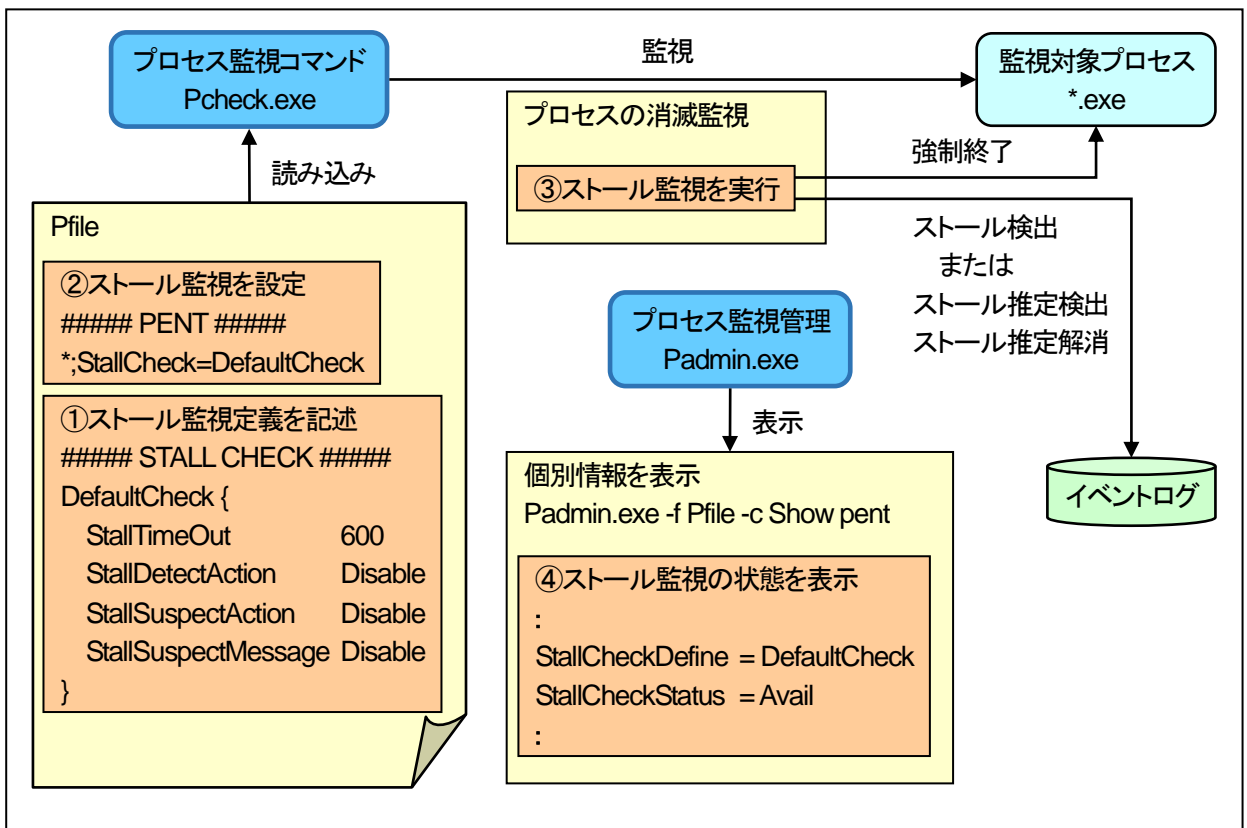 プロセス監視コマンド
Pcheck.exe
監視
監視対象プロセス
*.exe
読み込み
プロセスの消滅監視
③ストール監視を実行
強制終了
ストール検出
または
ストール推定検出
ストール推定解消
イベントログ
Pfile
②ストール監視を設定
##### PENT #####
*;StallCheck=DefaultCheck
①ストール監視定義を記述
##### STALL CHECK #####
DefaultCheck {
StallTimeOut 600
StallDetectAction Disable
StallSuspectAction Disable
StallSuspectMessage Disable
}
プロセス監視管理
Padmin.exe
表示
個別情報を表示
Padmin.exe -f Pfile -c Show pent
④ストール監視の状態を表示
:
StallCheckDefine = DefaultCheck
StallCheckStatus = Avail
: